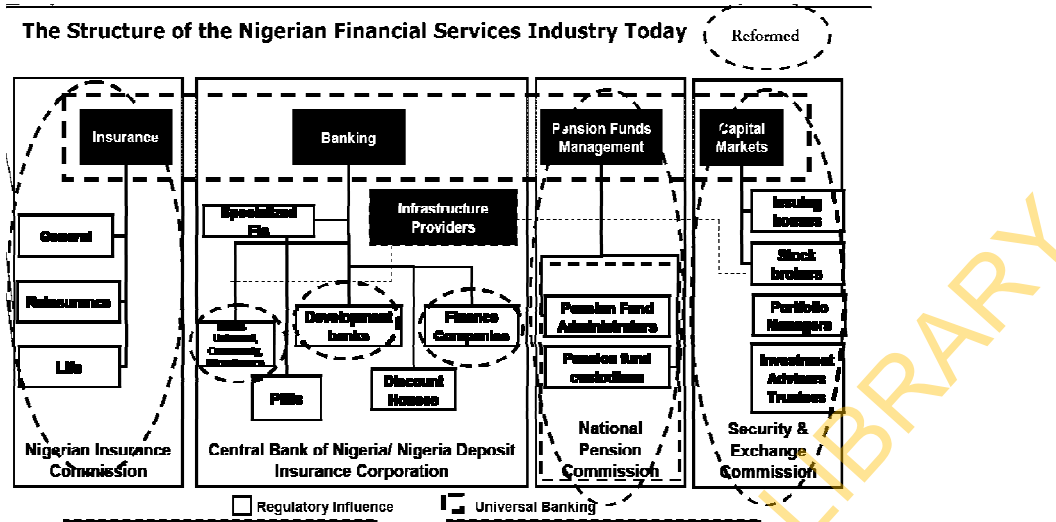 The Structure of the Nigerian Financial Services Industry Today
Reformed
Insurance
Banking
Pension Funds
Management
Capital
Markets
Infrastructure
Providers
Specialized
FIs
General
Reinsurance
Life
Universal,
Community,
Development
banks
Finance
Companies
PMIs
Discount
Houses
Pension Fund
Administrators
Pension fund
custodians
Issuing
houses
Stock
brokers
Portfolio
Managers
Investment
Advisers
Trustees
Nigerian Insurance
Commission
Central Bank of Nigeria/ Nigeria Deposit
Insurance Corporation
National
Pension
Commission
Security &
Exchange
Commission
Regulatory Influence
Universal Banking
LIBRARY